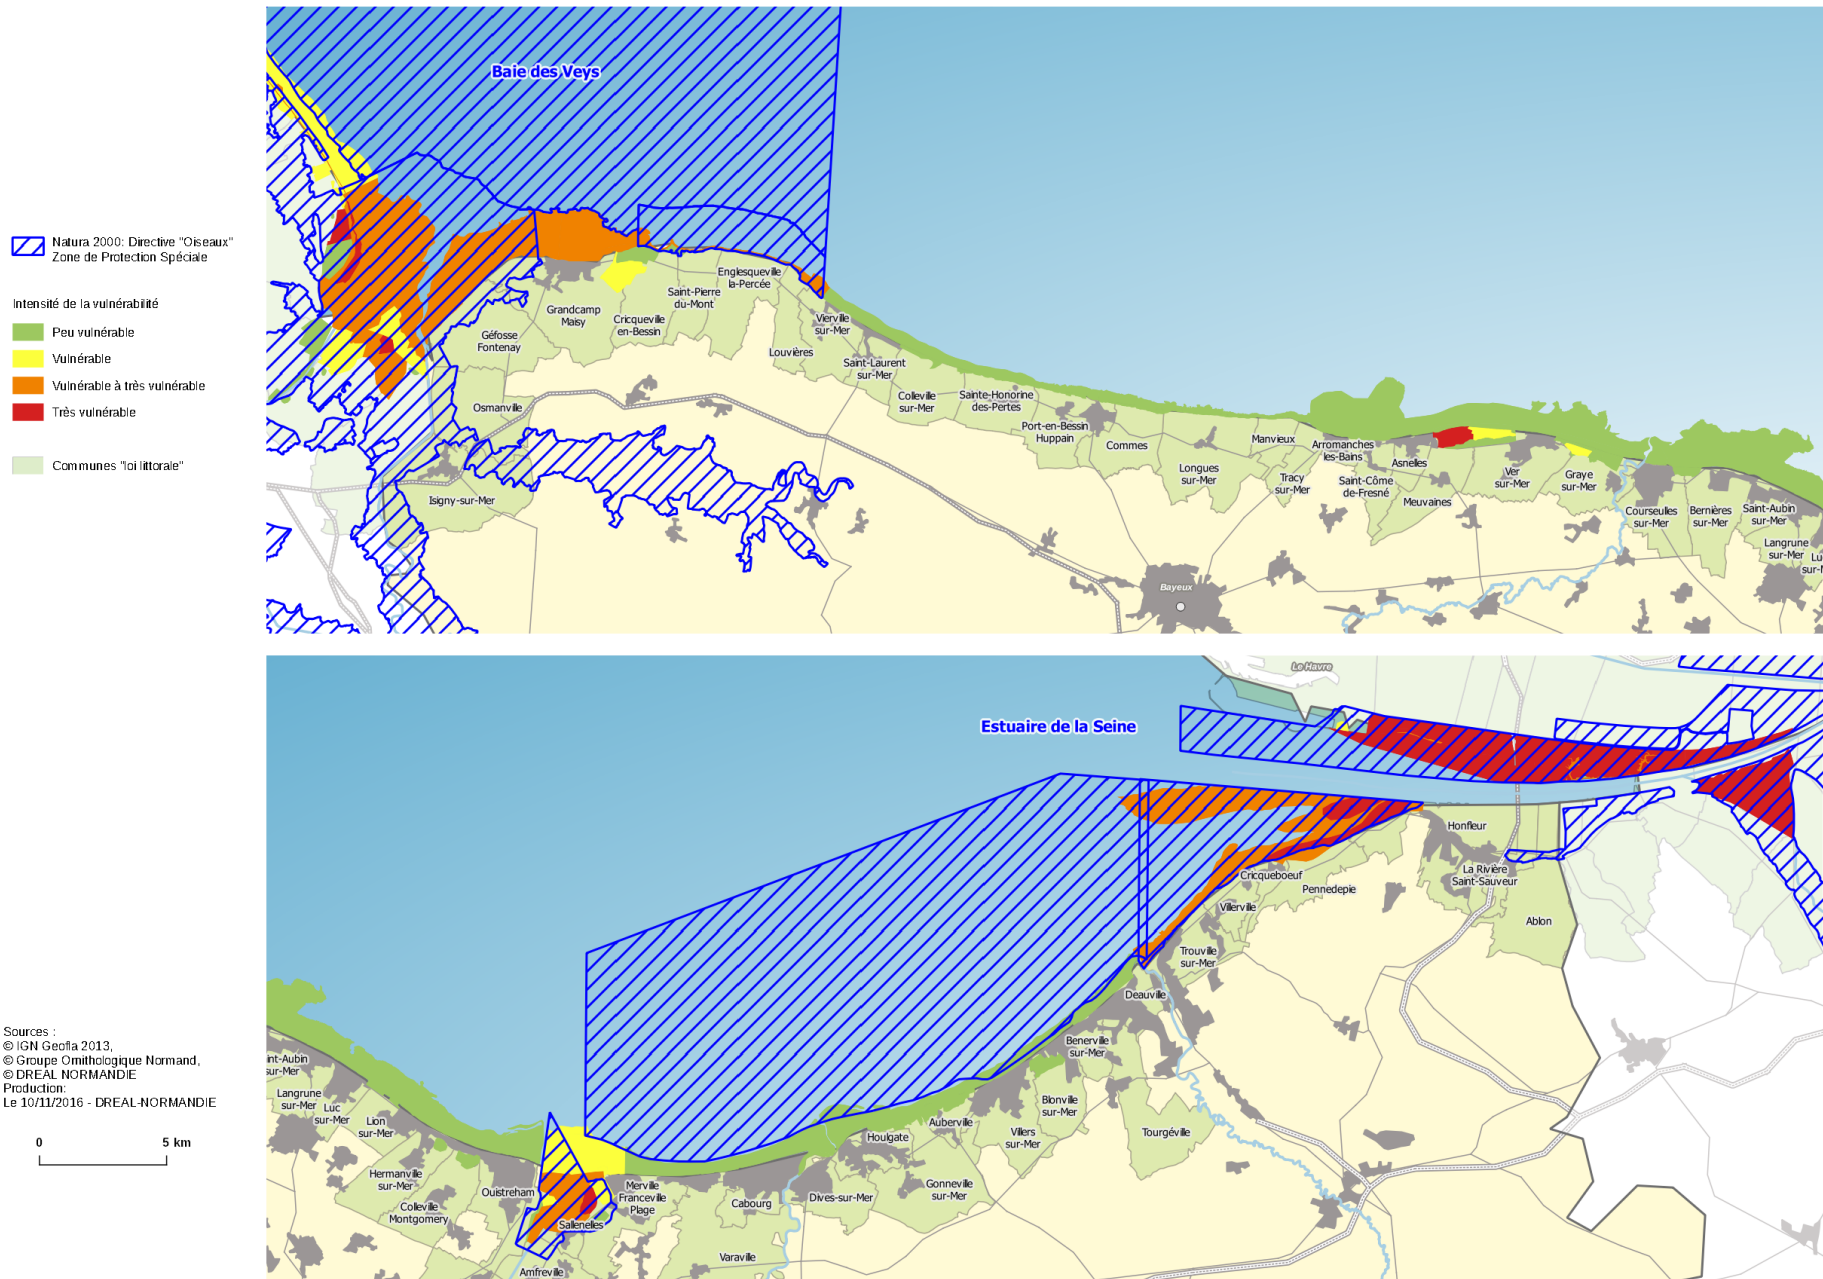 Natura 2000: Directive "Oiseaux"
Zone de Protection Spéciale
Intensité de la vulnérabilité
Peu vulnérable
Vulnérable
Vulnérable à très vulnérable
Très vulnérable
Communes "loi littorale"
Sources :
© IGN Geofla 2013,
© Groupe Ornithologique Normand,
© DREAL NORMANDIE
Production:
Le 10/11/2016 - DREAL-NORMANDIE
0 5 km
Baie des Veys
Englesqueville
la-Percée
Saint-Pierre
du-Mont
Grandcamp
Maisy
Cricqueville
en-Bessin
Vierville
sur-Mer
Géfosse
Fontenay
Louvières
Saint-Laurent
sur-Mer
Osmanville
Colleville
sur-Mer
Sainte-Honorine
des-Pertes
Port-en-Bessin
Huppain
Commes
Manvieux
Arromanches
les-Bains
Asnelles
Longues
sur-Mer
Tracy
sur-Mer
Saint-Côme
de-Fresné
Meuvaines
Ver
sur-Mer
Graye
sur-Mer
Isigny-sur-Mer
Courseulles
sur-Mer
Bernières
sur-Mer
Saint-Aubin
sur-Mer
Langrune
sur-Mer
Lu
sur-M
Bayeux
Le Havre
Estuaire de la Seine
Honfleur
La Rivière
Saint-Sauveur
Cricqueboeuf
Pennedepie
Villerville
Ablon
Trouville
sur-Mer
Deauville
Benerville
sur-Mer
int-Aubin
sur-Mer
Langrune
sur-Mer
Luc
sur-Mer
Lion
sur-Mer
Blonville
sur-Mer
Auberville
Villers
sur-Mer
Tourgéville
Houlgate
Hermanville
sur-Mer
Ouistreham
Merville
Franceville
Plage
Cabourg
Dives-sur-Mer
Gonneville
sur-Mer
Colleville
Montgomery
Sallenelles
Varaville
Amfreville